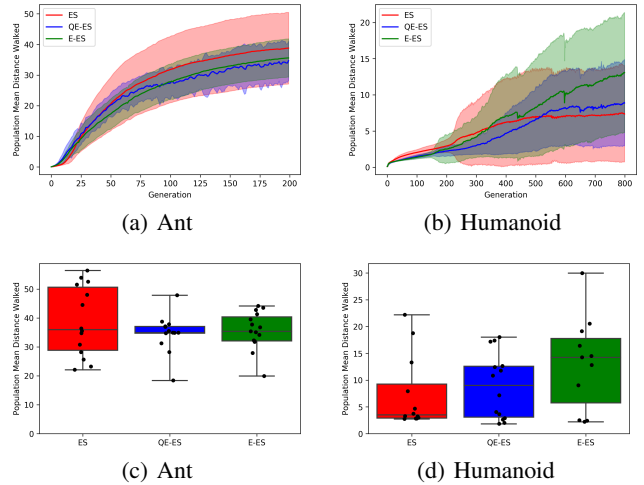 ES
QE-ES
E-ES
Population Mean Distance Walked
50
40
30
20
10
0
0 25 50 75 100 125 150 175 200
Generation
(a) Ant
ES
QE-ES
E-ES
Population Mean Distance Walked
20
15
10
5
0
0 100 200 300 400 500 600 700 800
Generation
(b) Humanoid
Population Mean Distance Walked
50
40
30
20
10
0
ES QE-ES E-ES
(c) Ant
Population Mean Distance Walked
30
25
20
15
10
5
0
ES QE-ES E-ES
(d) Humanoid